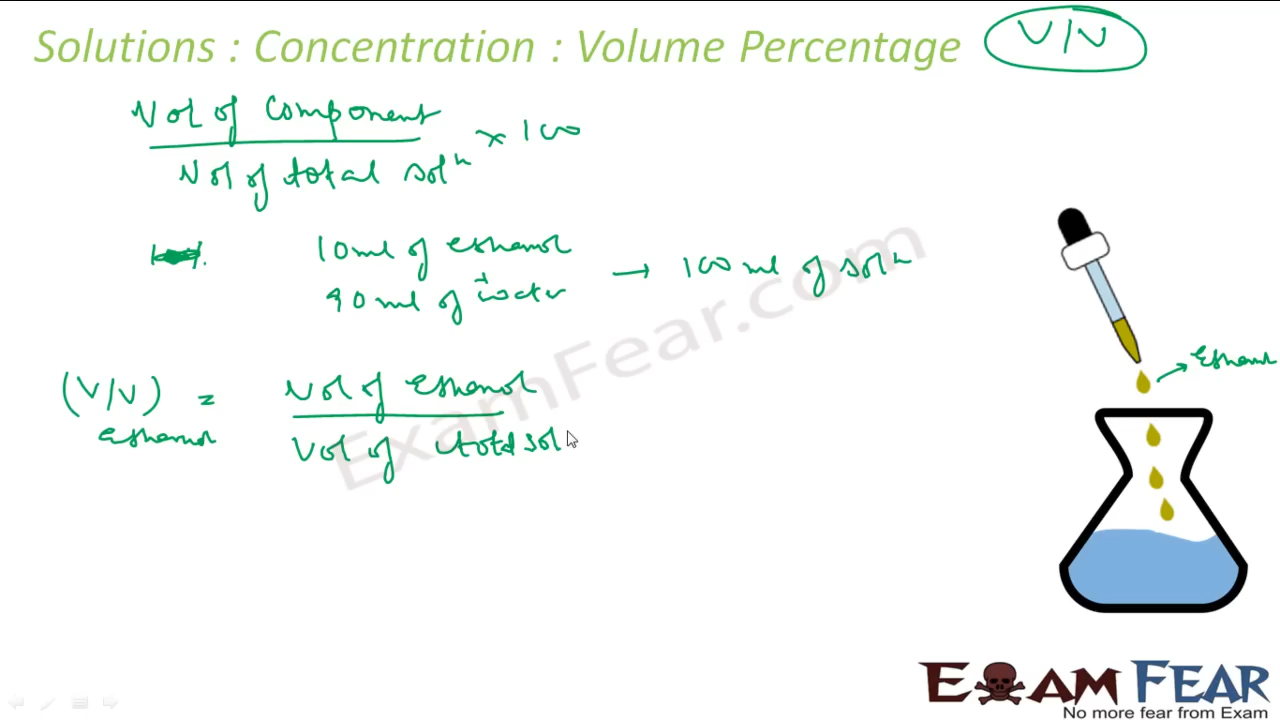 Solutions : Concentration : Volume Percentage V/V
Vol of Component
Vol of total solⁿ × 100
10ml of ethanol
+
90 ml of water → 100 ml of solⁿ
(V/V) = Vol of Ethanol
Ethanol
Vol of total sol
Ethanol
ExamFear.com
EXAM FEAR
No more fear from Exam